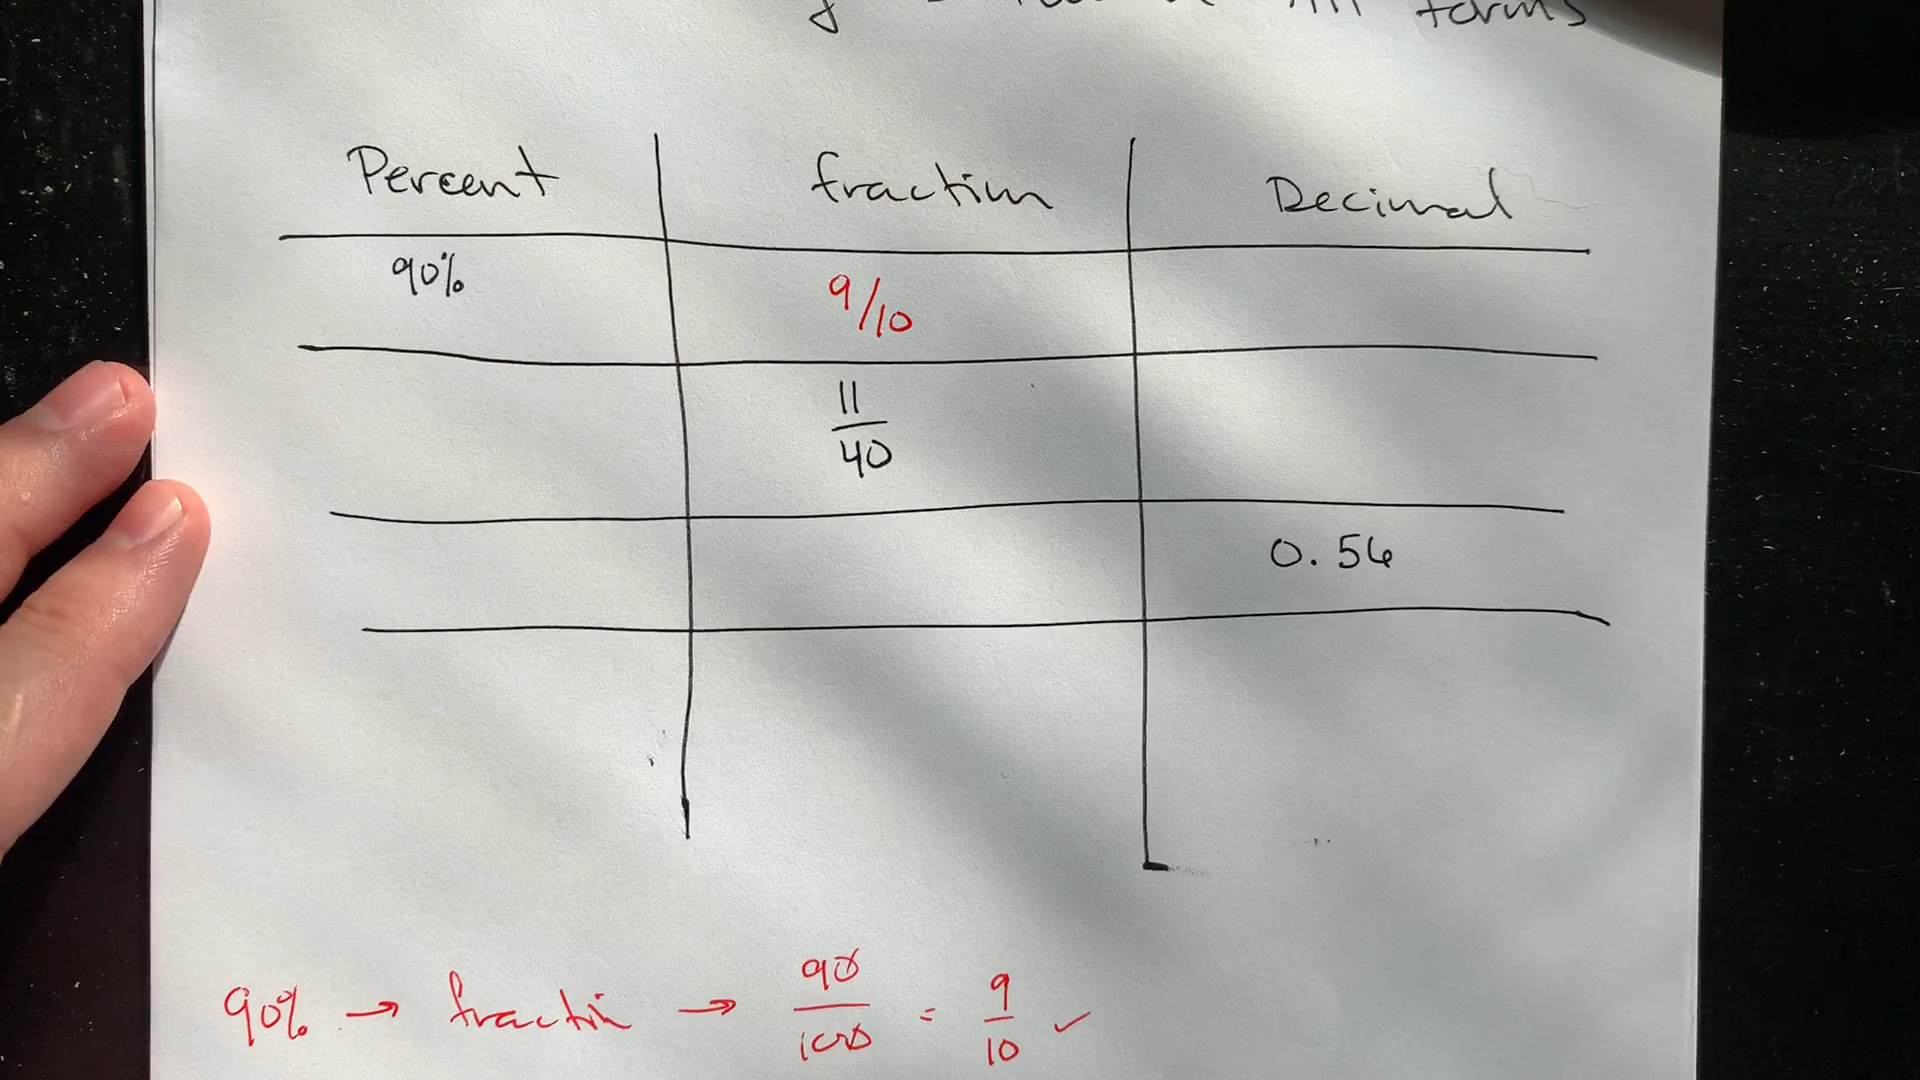 forms
Percent fraction Decimal
90% 9/10
11
40
0.56
90% → fraction → 90/100 = 9/10 ✓